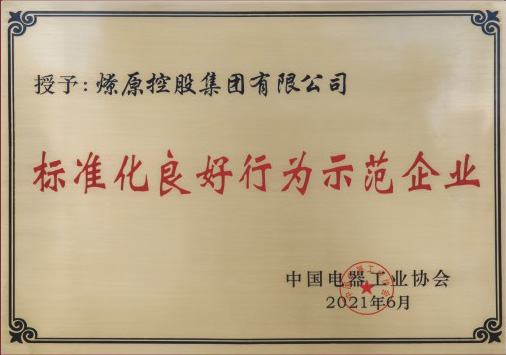 授予：燎原控股集团有限公司
标准化良好行为示范企业
中国电器工业协会
2021年6月